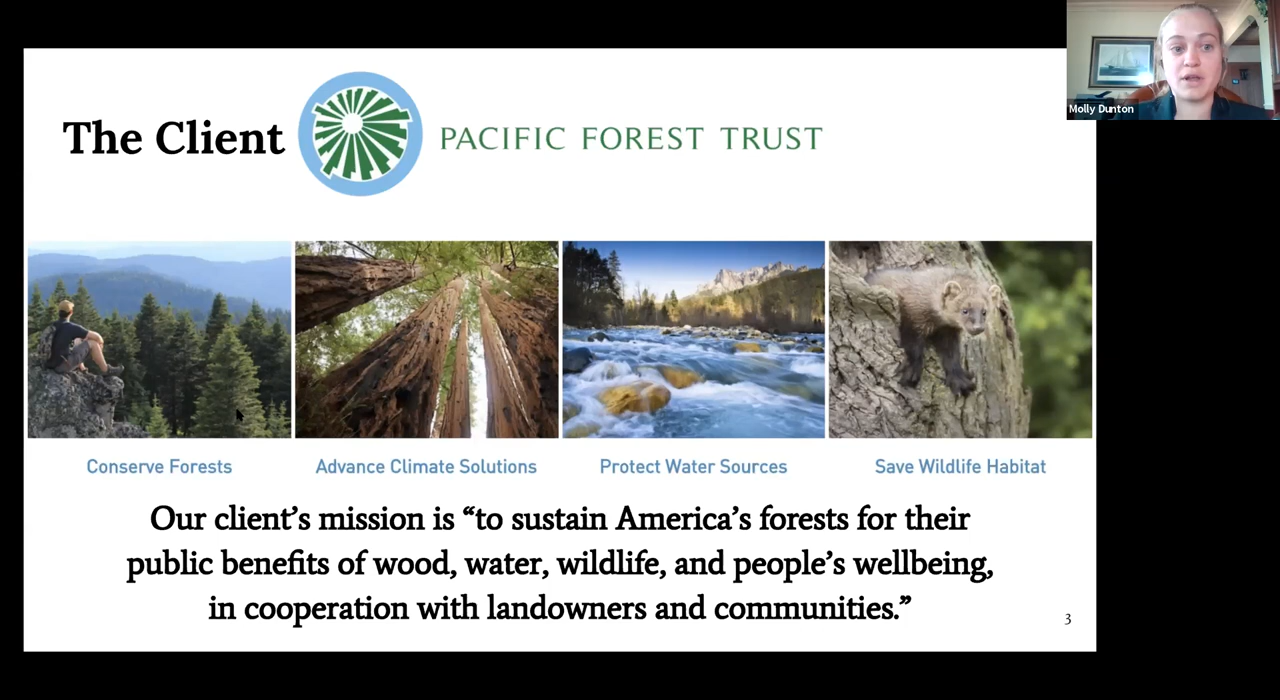 The Client
PACIFIC FOREST TRUST
Molly Dunton
Conserve Forests
Advance Climate Solutions
Protect Water Sources
Save Wildlife Habitat
Our client’s mission is “to sustain America’s forests for their
public benefits of wood, water, wildlife, and people’s wellbeing,
in cooperation with landowners and communities.”
3